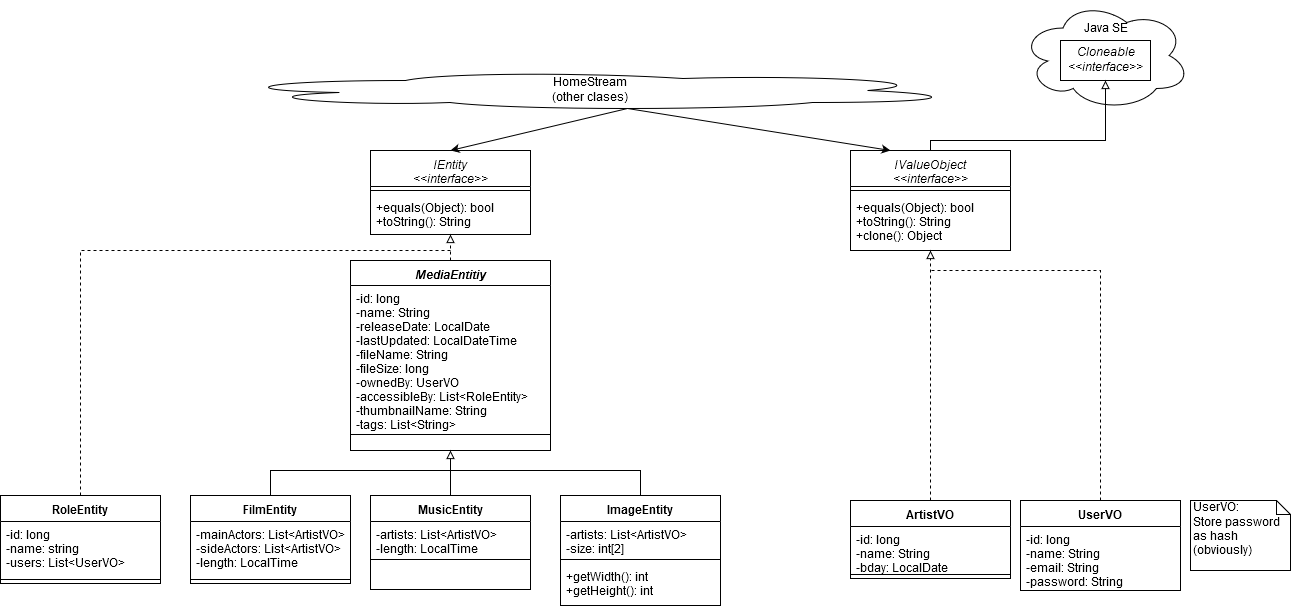 Java SE
Cloneable
<<interface>>
HomeStream
(other clases)
IEntity
<<interface>>
+equals(Object): bool
+toString(): String
IValueObject
<<interface>>
+equals(Object): bool
+toString(): String
+clone(): Object
MediaEntitiy
-id: long
-name: String
-releaseDate: LocalDate
-lastUpdated: LocalDateTime
-fileName: String
-fileSize: long
-ownedBy: UserVO
-accessibleBy: List<RoleEntity>
-thumbnailName: String
-tags: List<String>
RoleEntity
-id: long
-name: string
-users: List<UserVO>
FilmEntity
-mainActors: List<ArtistVO>
-sideActors: List<ArtistVO>
-length: LocalTime
MusicEntity
-artists: List<ArtistVO>
-length: LocalTime
ImageEntity
-artists: List<ArtistVO>
-size: int[2]
+getWidth(): int
+getHeight(): int
ArtistVO
-id: long
-name: String
-bday: LocalDate
UserVO
-id: long
-name: String
-email: String
-password: String
UserVO:
Store password
as hash
(obviously)